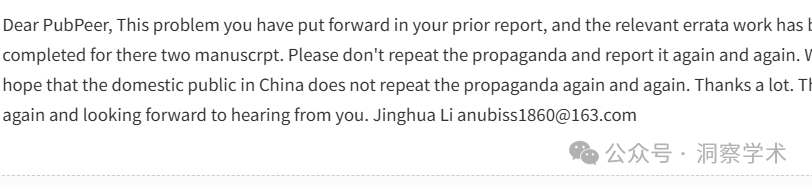 Dear PubPeer, This problem you have put forward in your prior report, and the relevant errata work has
completed for there two manuscrpt. Please don't repeat the propaganda and report it again and again.
hope that the domestic public in China does not repeat the propaganda again and again. Thanks a lot.
again and looking forward to hearing from you. Jinghua Li anubiss1860@163.com
公众号 · 洞察学术